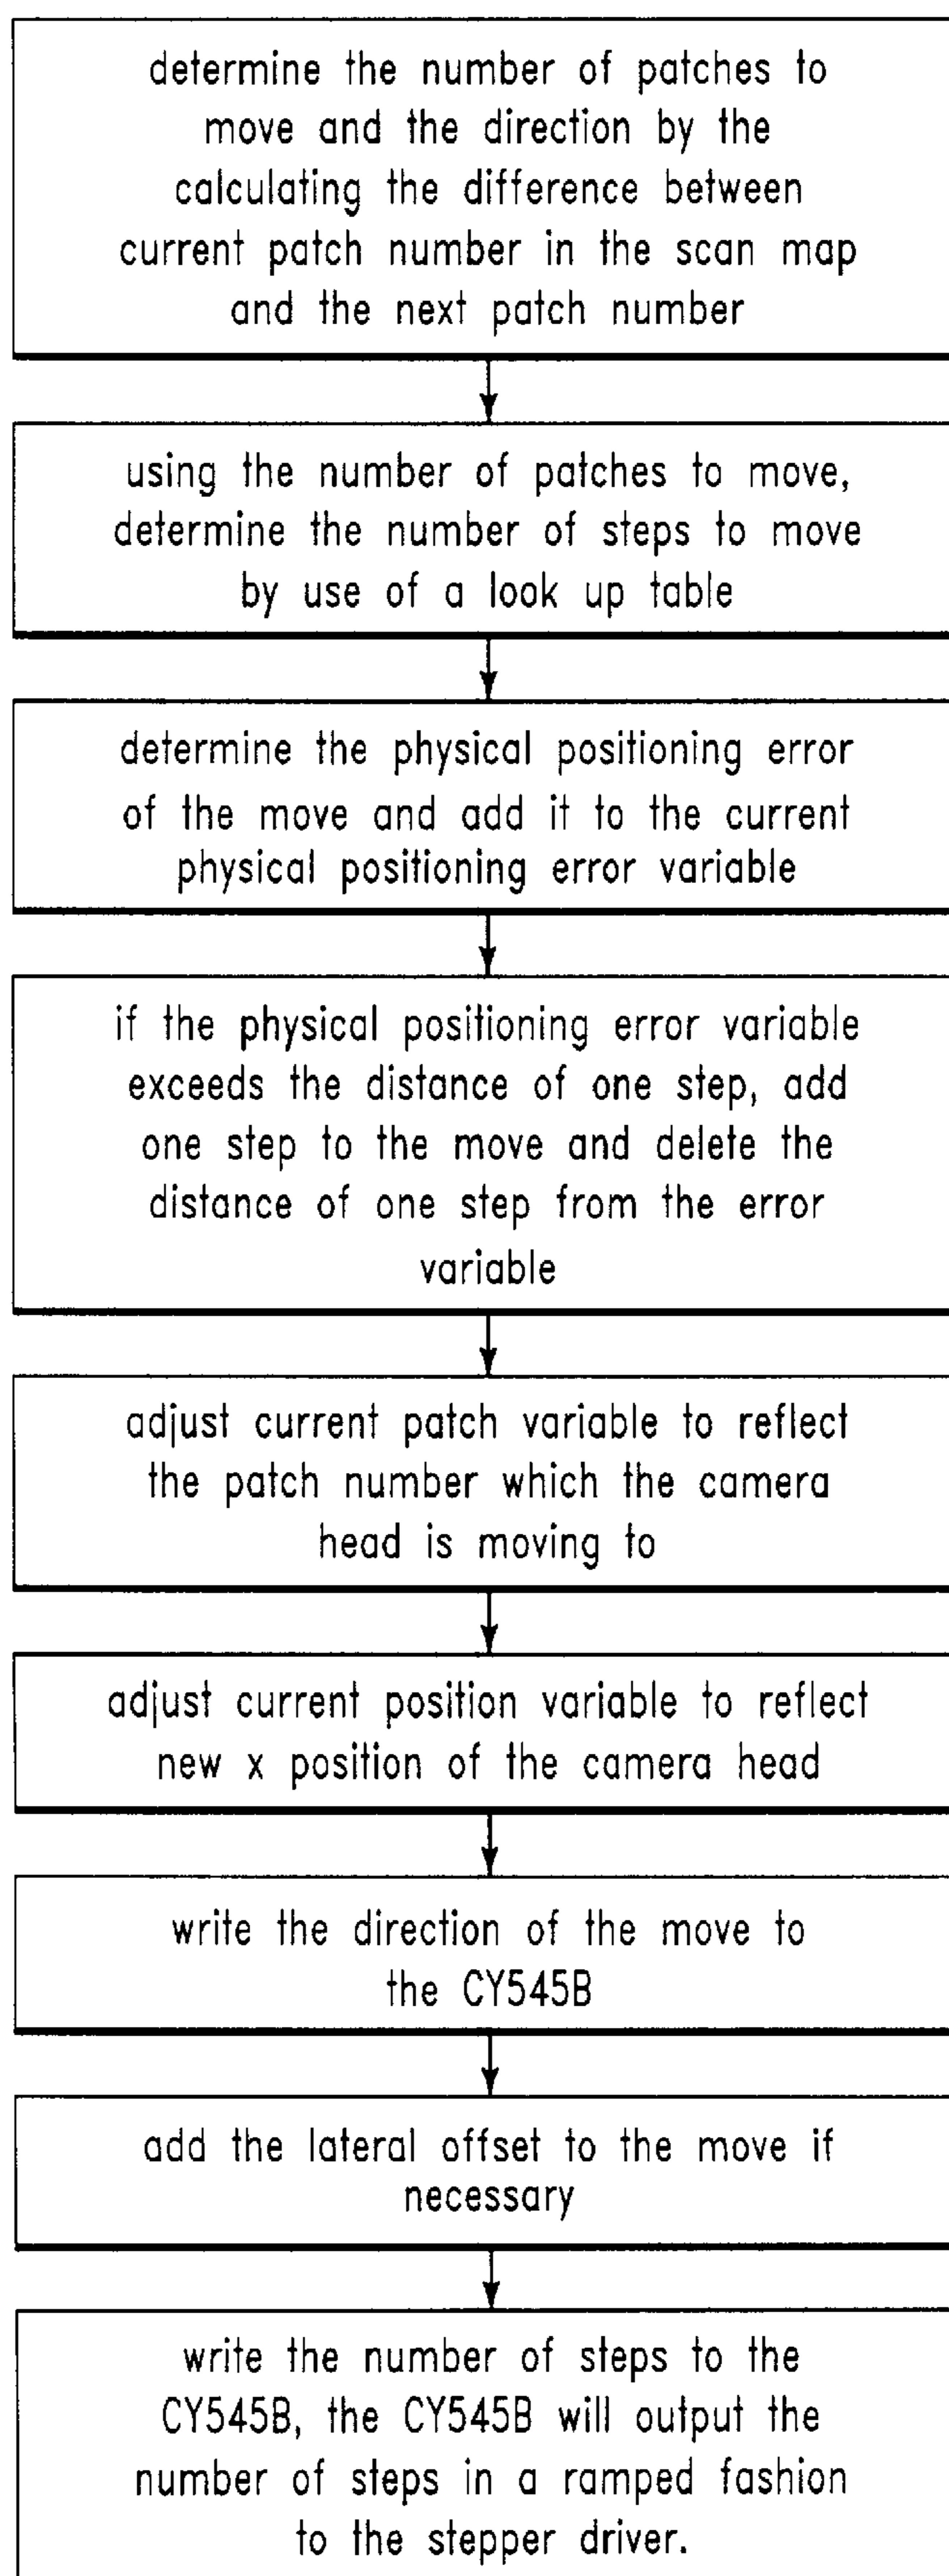 determine the number of patches to
move and the direction by the
calculating the difference between
current patch number in the scan map
and the next patch number
using the number of patches to move,
determine the number of steps to move
by use of a look up table
determine the physical positioning error
of the move and add it to the current
physical positioning error variable
if the physical positioning error variable
exceeds the distance of one step, add
one step to the move and delete the
distance of one step from the error
variable
adjust current patch variable to reflect
the patch number which the camera
head is moving to
adjust current position variable to reflect
new x position of the camera head
write the direction of the move to
the CY545B
add the lateral offset to the move if
necessary
write the number of steps to the
CY545B, the CY545B will output the
number of steps in a ramped fashion
to the stepper driver.